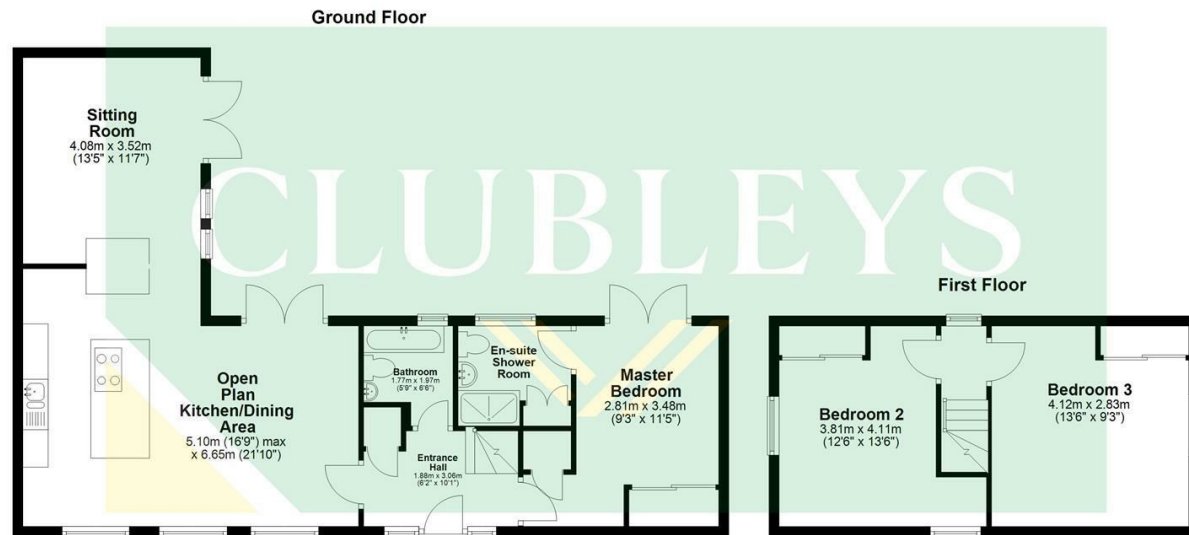 Ground Floor
Sitting
Room
4.08m x 3.52m
(13'5" x 11'7")
CLUBLEYS
First Floor
Open
Plan
Kitchen/Dining
Area
5.10m (16'9") max
x 6.65m (21'10")
Bathroom
1.77m x 1.97m
(5'9" x 6'6")
En-suite
Shower
Room
Master
Bedroom
2.81m x 3.48m
(9'3" x 11'5")
Entrance
Hall
1.88m x 3.06m
(6'2" x 10'1")
Bedroom 2
3.81m x 4.11m
(12'6" x 13'6")
Bedroom 3
4.12m x 2.83m
(13'6" x 9'3")